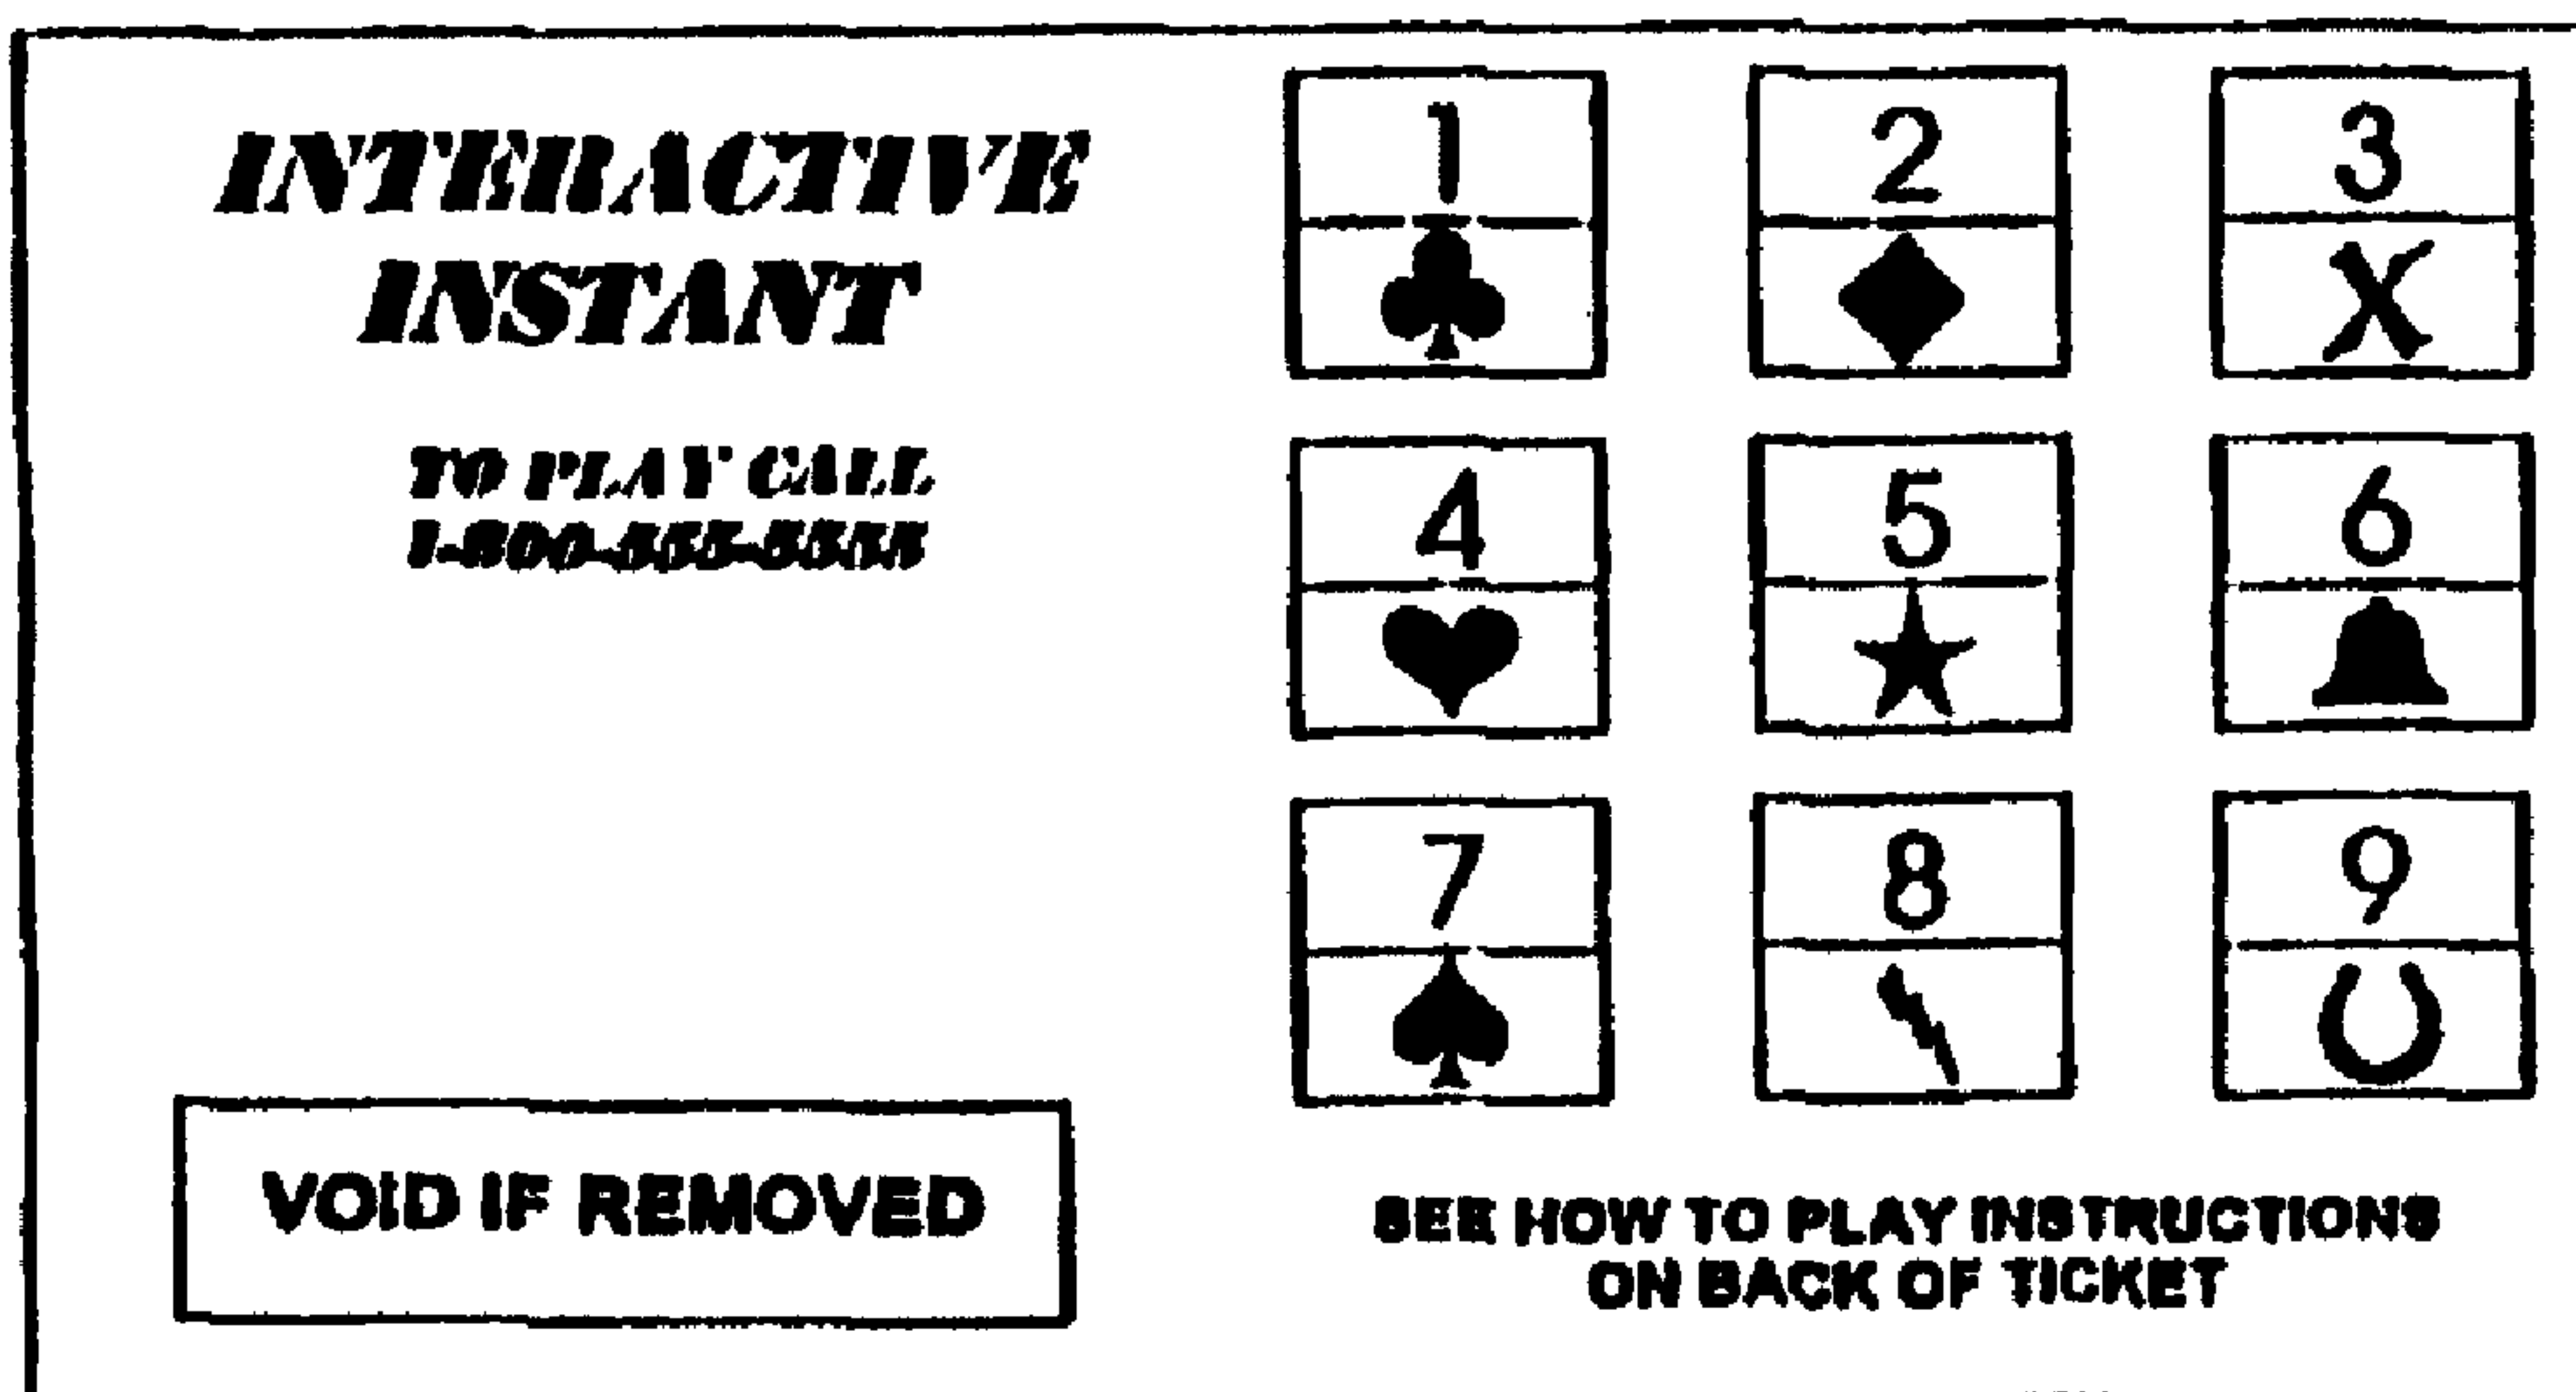 INTERACTIVE
INSTANT
TO PLAY CALL
1-800-555-5555
VOID IF REMOVED
1 2 3
X
4 5 6
7 8 9
SEE HOW TO PLAY INSTRUCTIONS
ON BACK OF TICKET